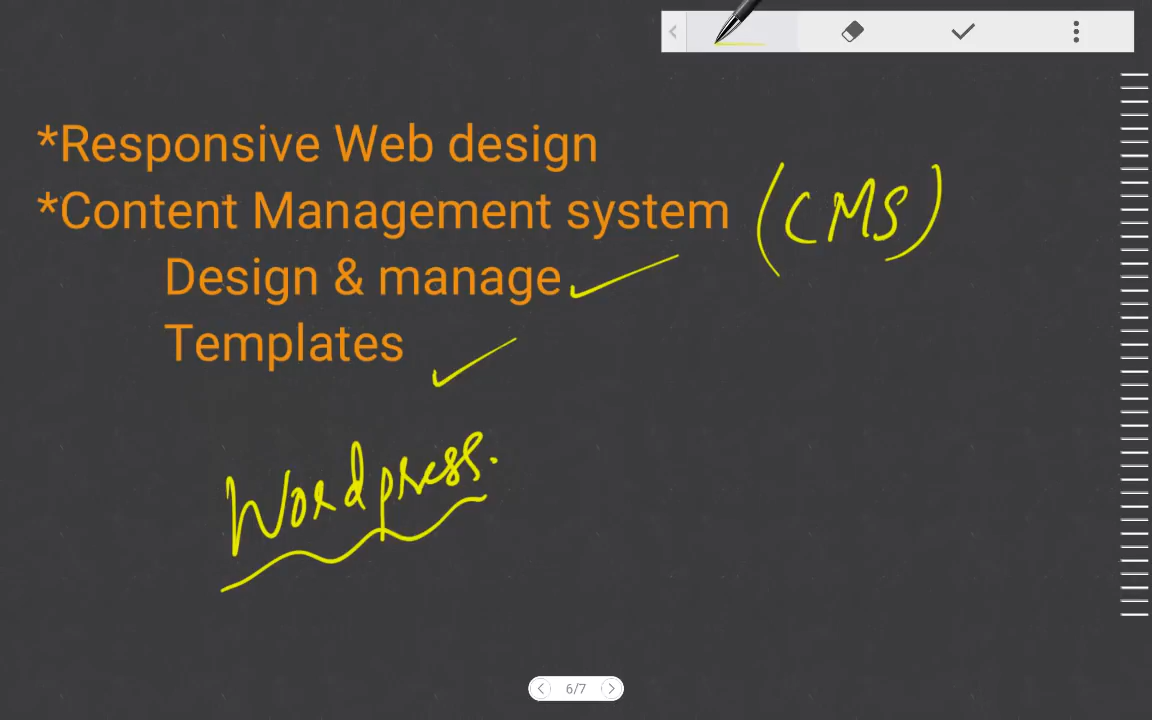 *Responsive Web design
*Content Management system (CMS)
Design & manage
Templates
Wordpress.
6/7